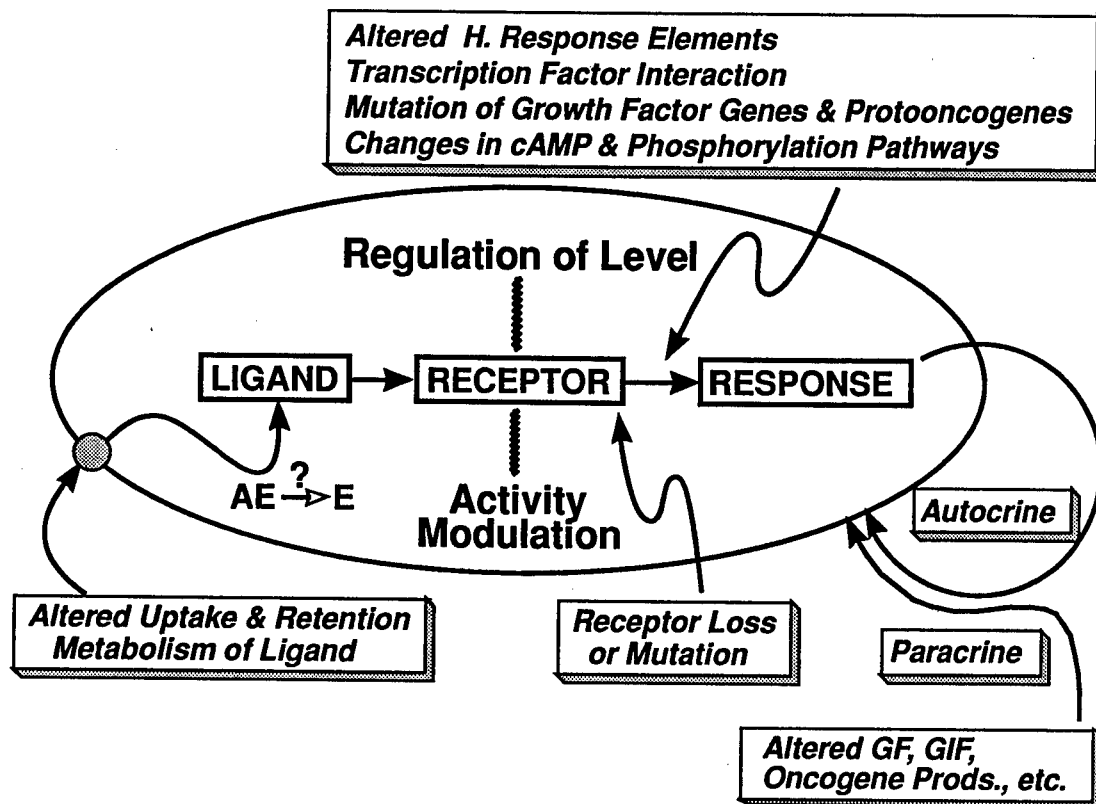 Altered H. Response Elements
Transcription Factor Interaction
Mutation of Growth Factor Genes & Protooncogenes
Changes in cAMP & Phosphorylation Pathways
Regulation of Level
LIGAND
RECEPTOR
RESPONSE
?
AE E
Activity
Modulation
Autocrine
Altered Uptake & Retention
Metabolism of Ligand
Receptor Loss
or Mutation
Paracrine
Altered GF, GIF,
Oncogene Prods., etc.